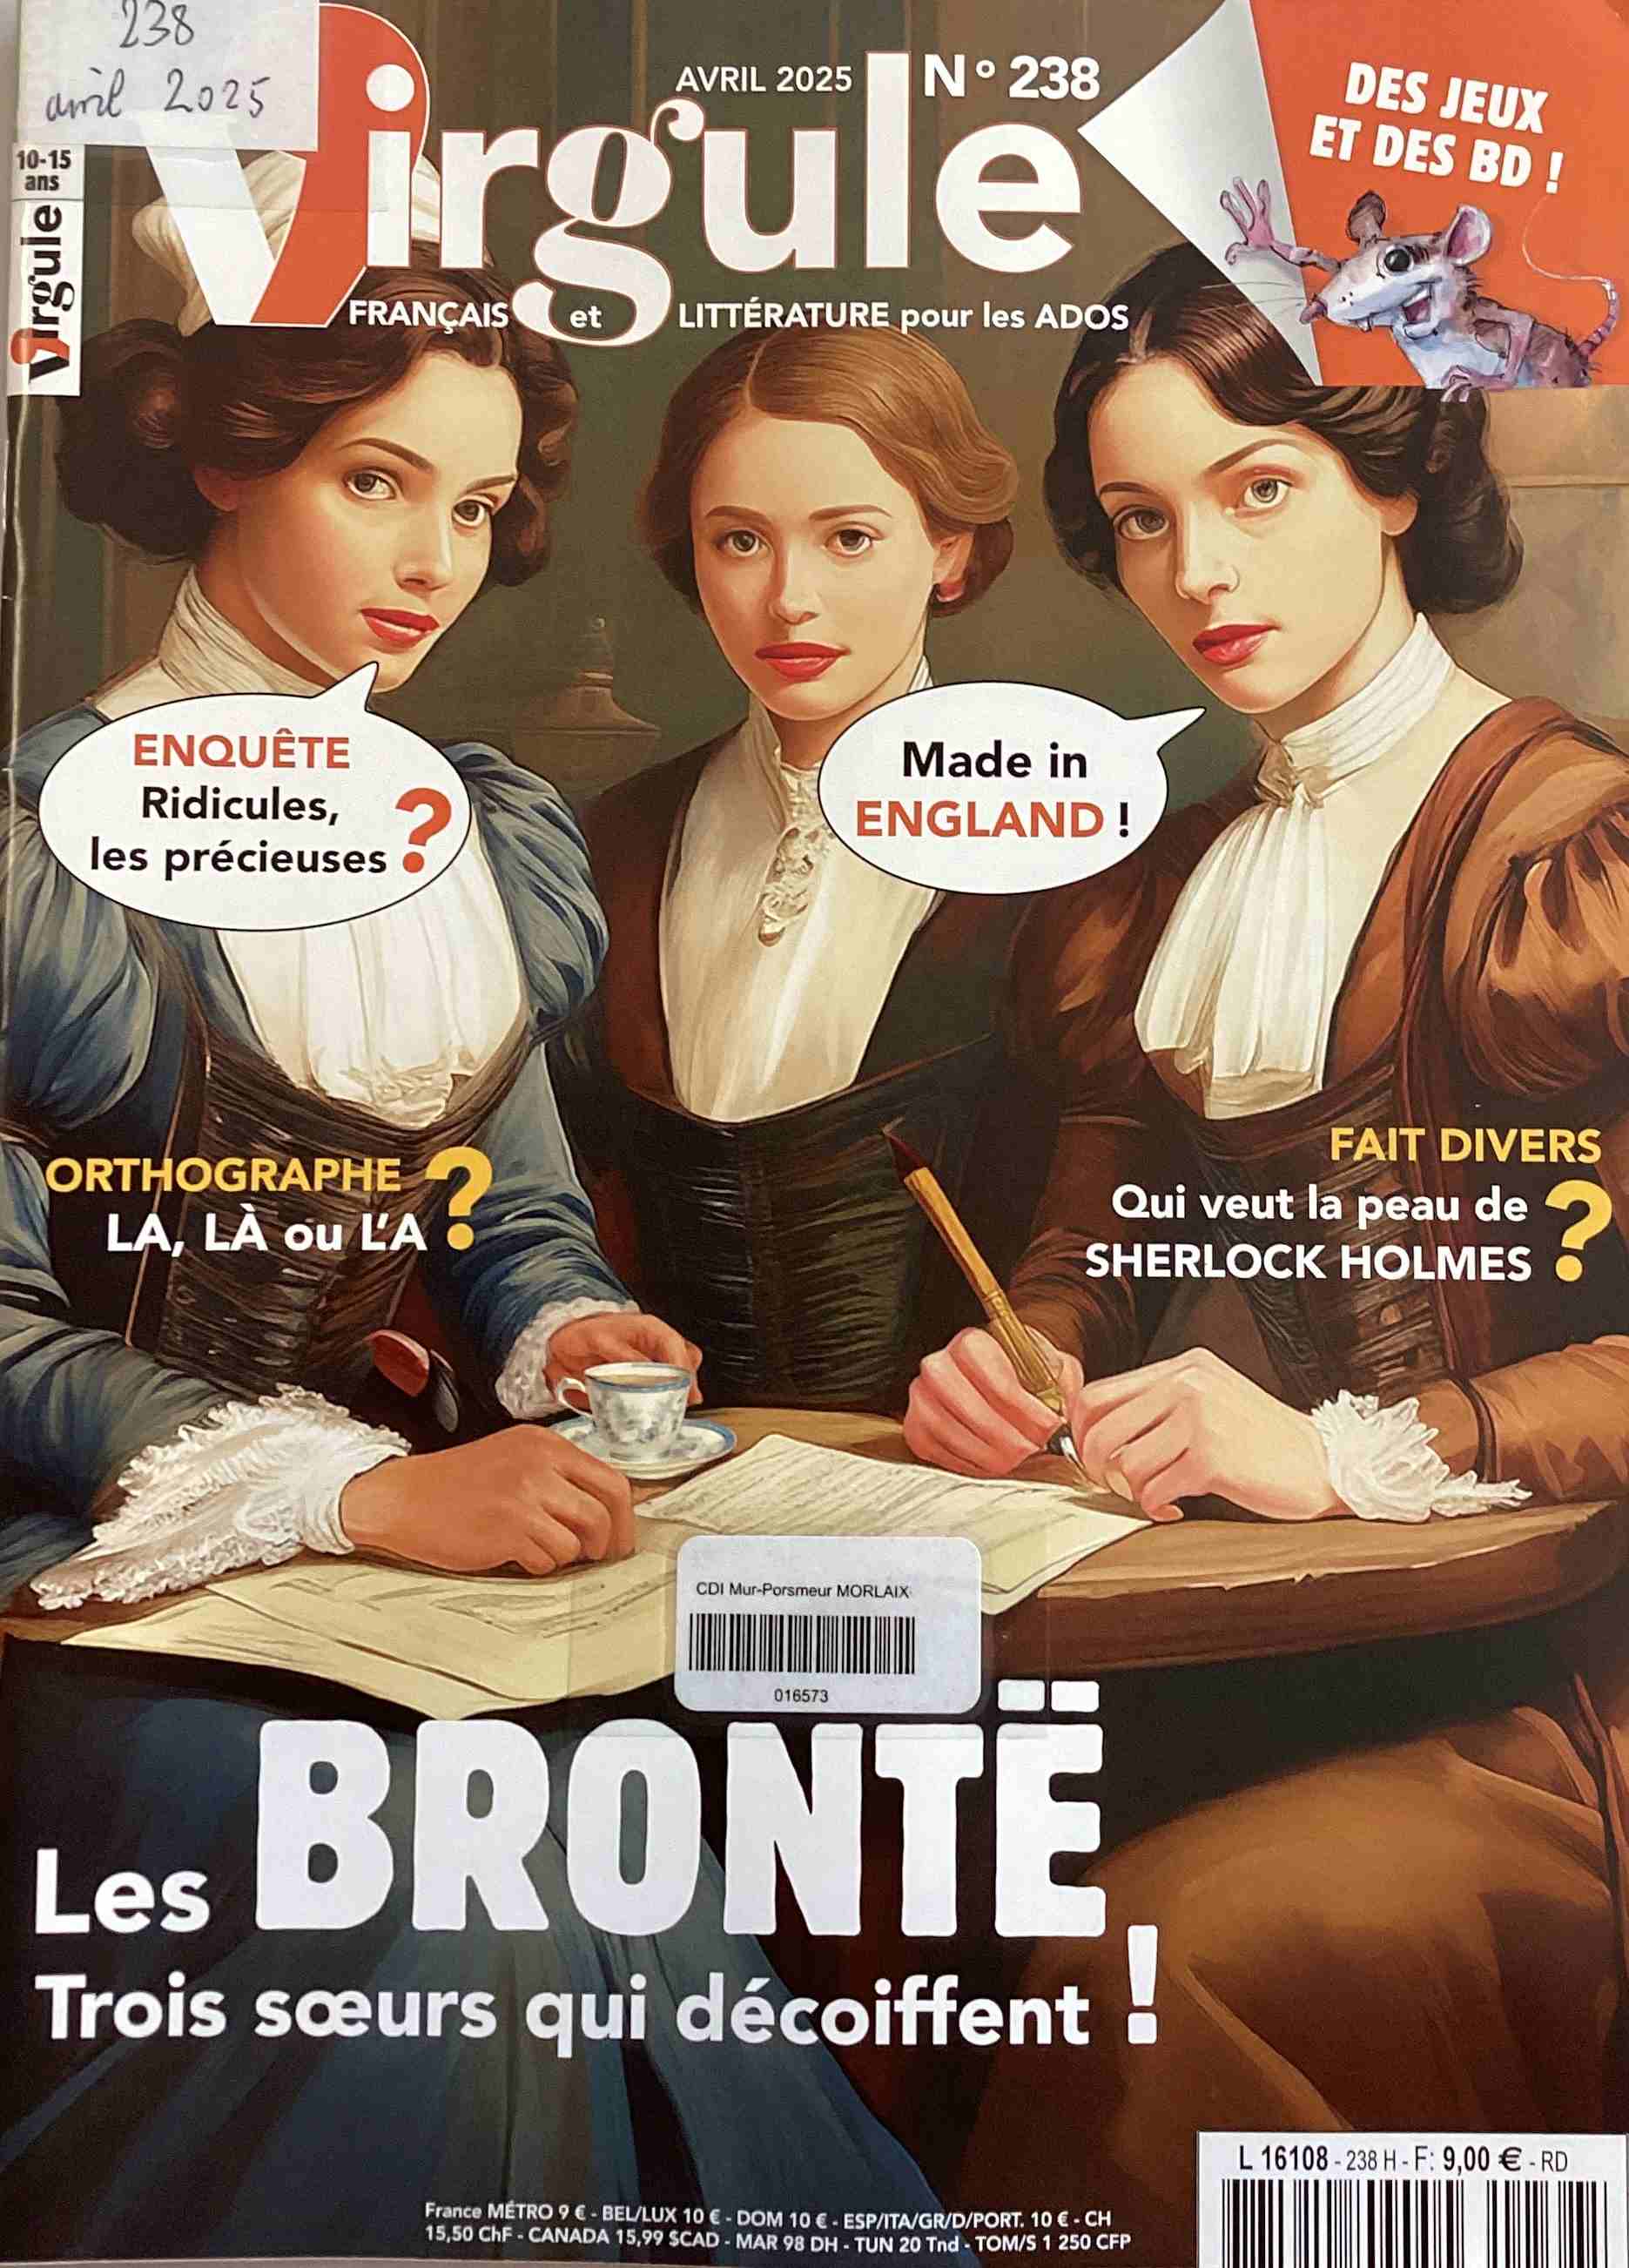 238
avril 2025
10-15
ans
Virgule
AVRIL 2025
N° 238
Virgule
FRANÇAIS et LITTÉRATURE pour les ADOS
DES JEUX
ET DES BD !
ENQUÊTE
Ridicules,
les précieuses ?
Made in
ENGLAND !
ORTHOGRAPHE
LA, LÀ ou L'A ?
FAIT DIVERS
Qui veut la peau de
SHERLOCK HOLMES ?
CDI Mur-Porsmeur MORLAIX
016573
Les BRONTË,
Trois sœurs qui décoiffent !
L 16108 - 238 H - F: 9,00 € - RD
France MÉTRO 9 € - BEL/LUX 10 € - DOM 10 € - ESP/ITA/GR/D/PORT. 10 € - CH
15,50 ChF - CANADA 15,99 $CAD - MAR 98 DH - TUN 20 Tnd - TOM/S 1 250 CFP